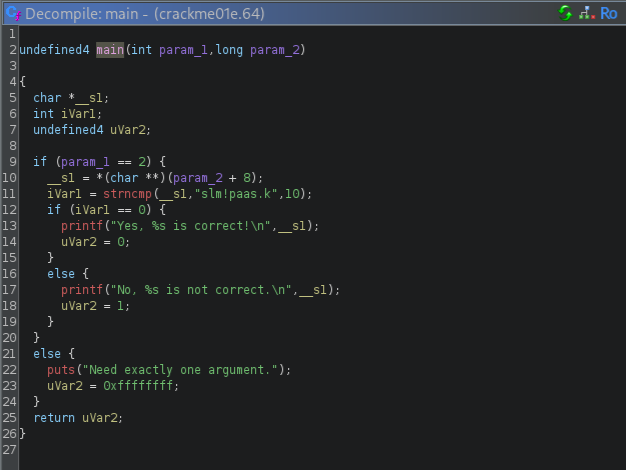 Decompile: main - (crackme01e.64)
Ro
1
2 undefined4 main(int param_1,long param_2)
3
4 {
5   char *__s1;
6   int iVar1;
7   undefined4 uVar2;
8
9   if (param_1 == 2) {
10     __s1 = *(char **)(param_2 + 8);
11     iVar1 = strncmp(__s1,"slm!paas.k",10);
12     if (iVar1 == 0) {
13       printf("Yes, %s is correct!\n",__s1);
14       uVar2 = 0;
15     }
16     else {
17       printf("No, %s is not correct.\n",__s1);
18       uVar2 = 1;
19     }
20   }
21   else {
22     puts("Need exactly one argument.");
23     uVar2 = 0xffffffff;
24   }
25   return uVar2;
26 }
27